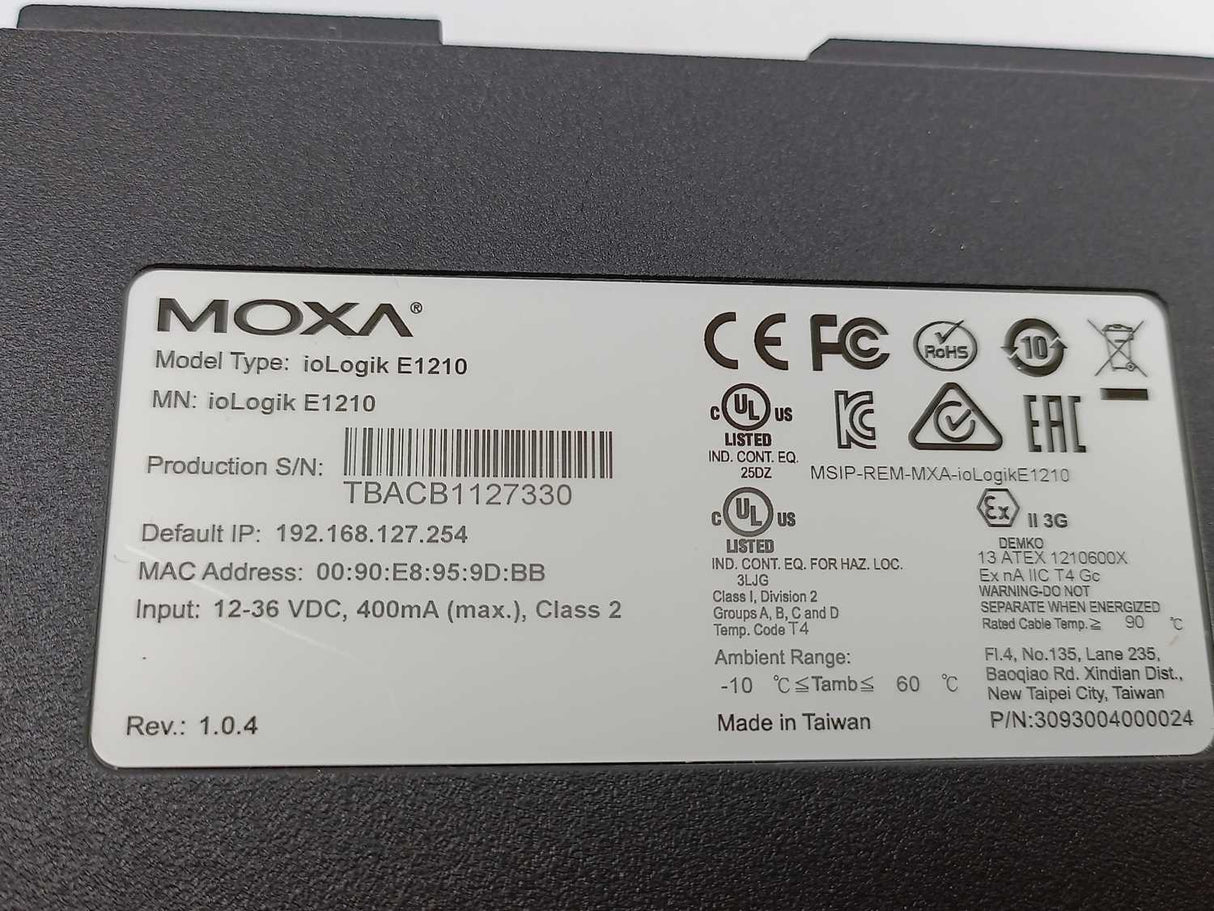 MOXA®
Model Type: ioLogik E1210
MN: ioLogik E1210
Production S/N:
TBACB1127330
Default IP: 192.168.127.254
MAC Address: 00:90:E8:95:9D:BB
Input: 12-36 VDC, 400mA (max.), Class 2
Rev.: 1.0.4
CE FC RoHS 10
C UL US
LISTED
IND. CONT. EQ.
25DZ
KC
EAC
MSIP-REM-MXA-ioLogikE1210
C UL US
LISTED
IND. CONT. EQ. FOR HAZ. LOC.
3LJG
Class I, Division 2
Groups A, B, C and D
Temp. Code T4
Ambient Range:
-10 ℃≦Tamb≦ 60 ℃
Made in Taiwan
Ex II 3G
DEMKO
13 ATEX 1210600X
Ex nA IIC T4 Gc
WARNING-DO NOT
SEPARATE WHEN ENERGIZED
Rated Cable Temp.≧ 90 ℃
Fl.4, No.135, Lane 235,
Baoqiao Rd. Xindian Dist.,
New Taipei City, Taiwan
P/N:3093004000024